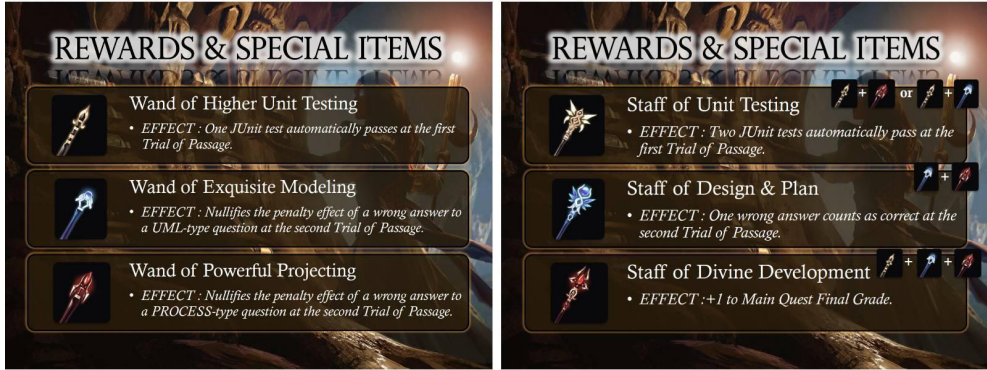 REWARDS & SPECIAL ITEMS
Wand of Higher Unit Testing
• EFFECT : One JUnit test automatically passes at the first
Trial of Passage.
Wand of Exquisite Modeling
• EFFECT : Nullifies the penalty effect of a wrong answer to
a UML-type question at the second Trial of Passage.
Wand of Powerful Projecting
• EFFECT : Nullifies the penalty effect of a wrong answer to
a PROCESS-type question at the second Trial of Passage.
REWARDS & SPECIAL ITEMS
+ or +
Staff of Unit Testing
• EFFECT : Two JUnit tests automatically pass at the
first Trial of Passage.
+
Staff of Design & Plan
• EFFECT : One wrong answer counts as correct at the
second Trial of Passage.
+ +
Staff of Divine Development
• EFFECT :+1 to Main Quest Final Grade.